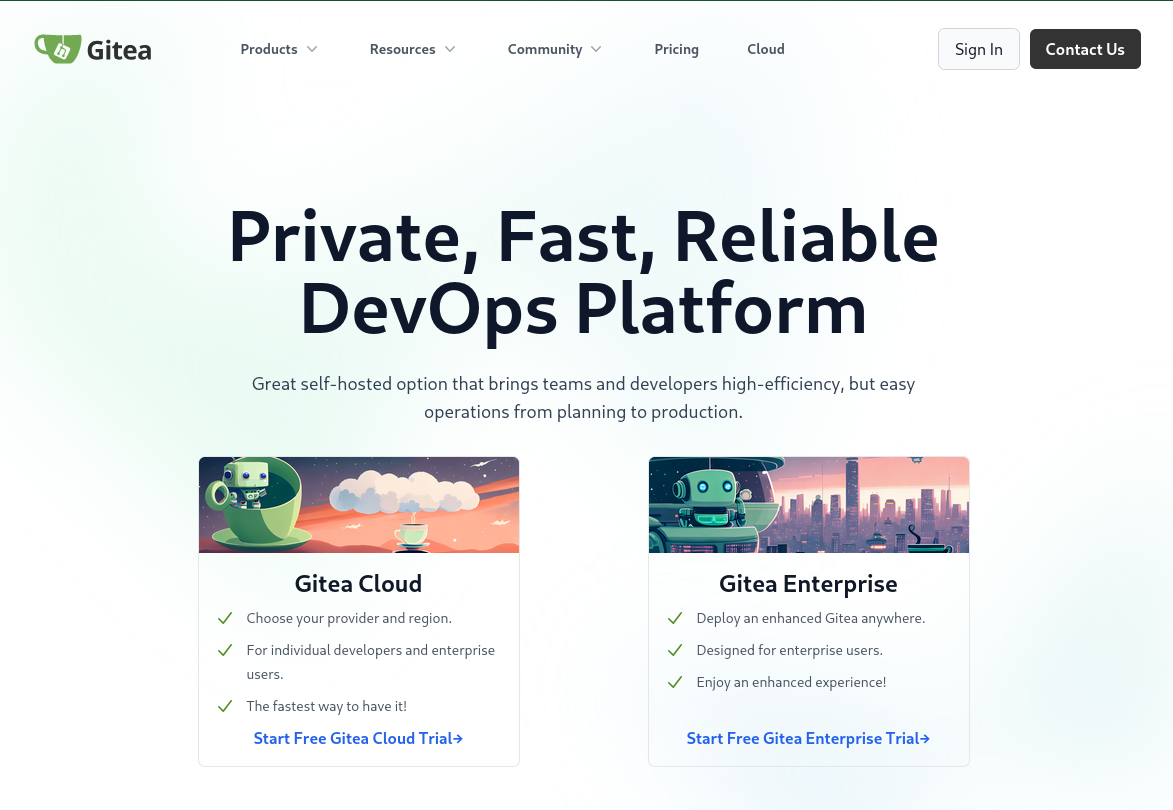 Gitea
Products
Resources
Community
Pricing
Cloud
Sign In
Contact Us
Private, Fast, Reliable
DevOps Platform
Great self-hosted option that brings teams and developers high-efficiency, but easy
operations from planning to production.
Gitea Cloud
Choose your provider and region.
For individual developers and enterprise
users.
The fastest way to have it!
Start Free Gitea Cloud Trial→
Gitea Enterprise
Deploy an enhanced Gitea anywhere.
Designed for enterprise users.
Enjoy an enhanced experience!
Start Free Gitea Enterprise Trial→